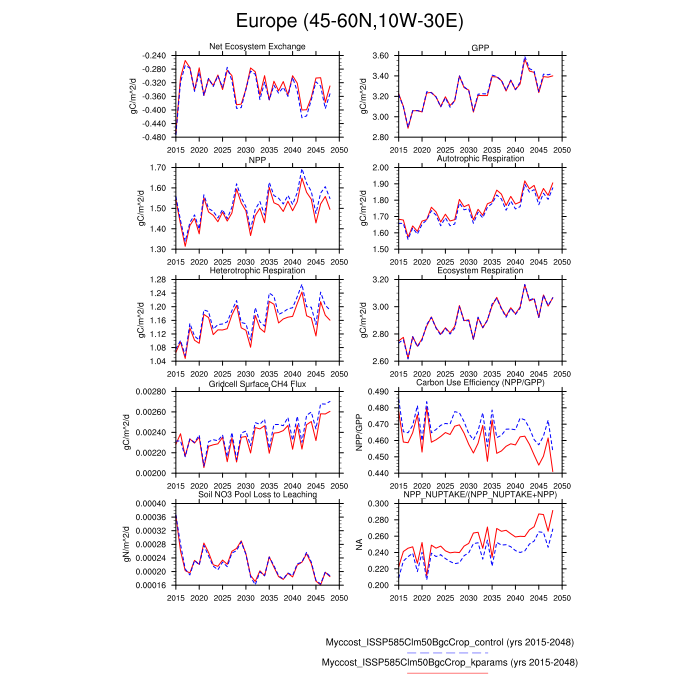 Europe (45-60N,10W-30E)
Net Ecosystem Exchange
GPP
gC/m^2/d
-0.240
-0.280
-0.320
-0.360
-0.400
-0.440
-0.480
2015 2020 2025 2030 2035 2040 2045 2050
gC/m^2/d
3.60
3.40
3.20
3.00
2.80
2015 2020 2025 2030 2035 2040 2045 2050
NPP
Autotrophic Respiration
gC/m^2/d
1.70
1.60
1.50
1.40
1.30
2015 2020 2025 2030 2035 2040 2045 2050
gC/m^2/d
2.00
1.90
1.80
1.70
1.60
1.50
2015 2020 2025 2030 2035 2040 2045 2050
Heterotrophic Respiration
Ecosystem Respiration
gC/m^2/d
1.28
1.24
1.20
1.16
1.12
1.08
1.04
2015 2020 2025 2030 2035 2040 2045 2050
gC/m^2/d
3.20
3.00
2.80
2.60
2015 2020 2025 2030 2035 2040 2045 2050
Gridcell Surface CH4 Flux
Carbon Use Efficiency (NPP/GPP)
gC/m^2/d
0.00280
0.00260
0.00240
0.00220
0.00200
2015 2020 2025 2030 2035 2040 2045 2050
NPP/GPP
0.490
0.480
0.470
0.460
0.450
0.440
2015 2020 2025 2030 2035 2040 2045 2050
Soil NO3 Pool Loss to Leaching
NPP_NUPTAKE/(NPP_NUPTAKE+NPP)
gN/m^2/d
0.00040
0.00036
0.00032
0.00028
0.00024
0.00020
0.00016
2015 2020 2025 2030 2035 2040 2045 2050
NA
0.300
0.280
0.260
0.240
0.220
0.200
2015 2020 2025 2030 2035 2040 2045 2050
Myccost_ISSP585Clm50BgcCrop_control (yrs 2015-2048)
Myccost_ISSP585Clm50BgcCrop_kparams (yrs 2015-2048)